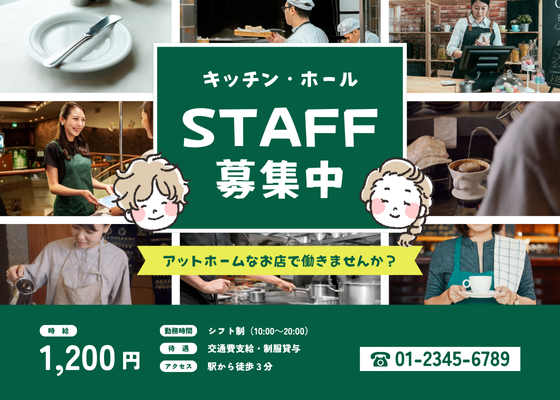 キッチン・ホール
STAFF
募集中
アットホームなお店で働きませんか？
時給
1,200円
勤務時間 シフト制（10:00〜20:00）
待遇 交通費支給・制服貸与
アクセス 駅から徒歩3分
☎01-2345-6789